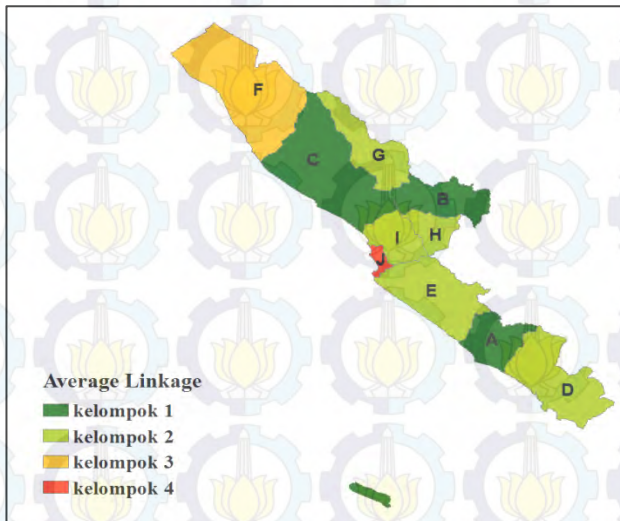 F
C
G
B
I
H
J
E
A
D
Average Linkage
kelompok 1
kelompok 2
kelompok 3
kelompok 4